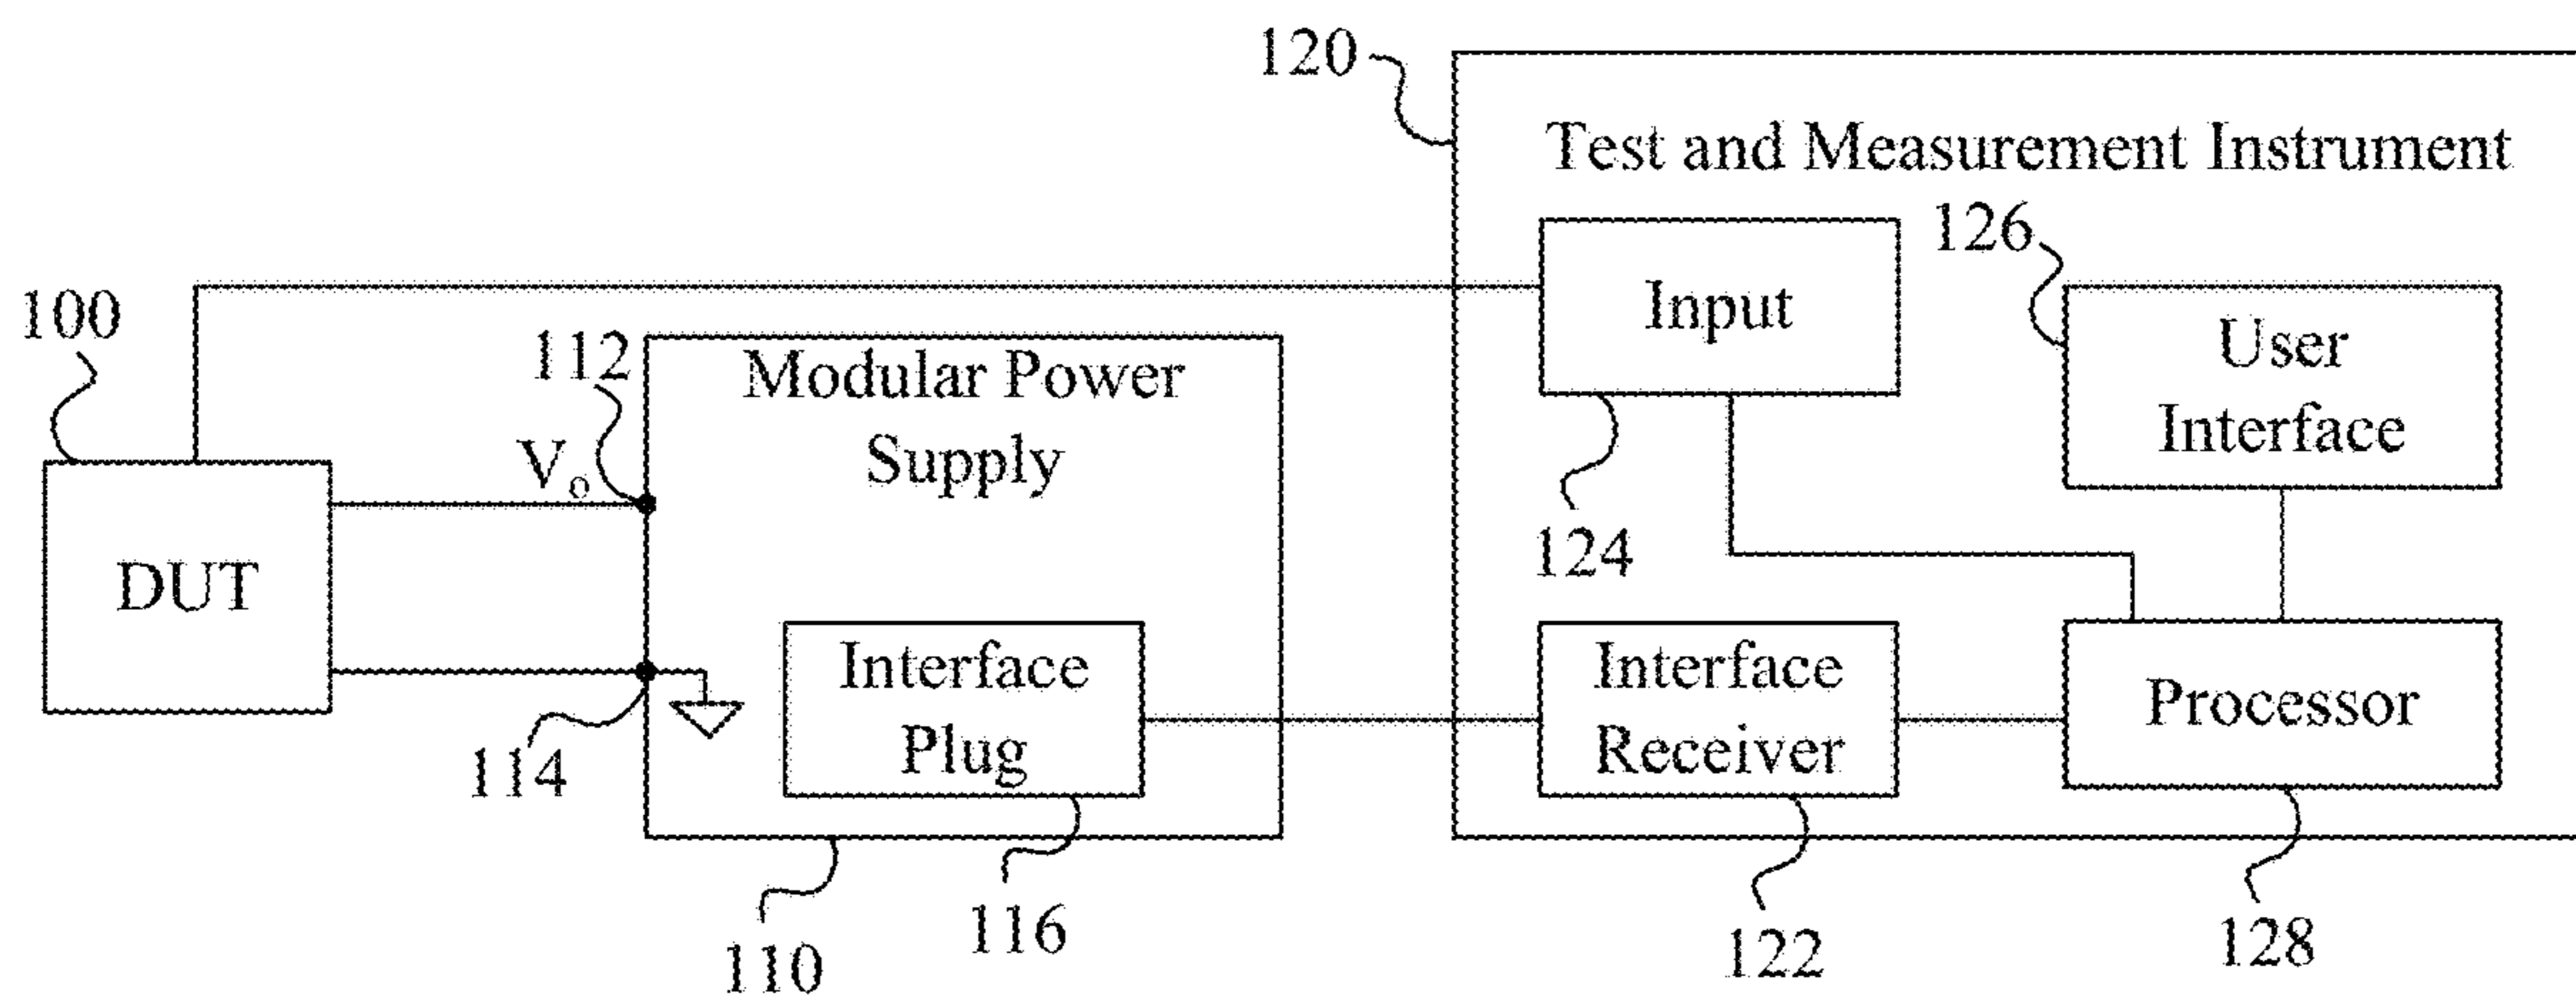 120
Test and Measurement Instrument
126
Input
100
112
Modular Power
Supply
User
Interface
V₀
124
DUT
Interface
Plug
Interface
Receiver
Processor
114
116
110
122
128